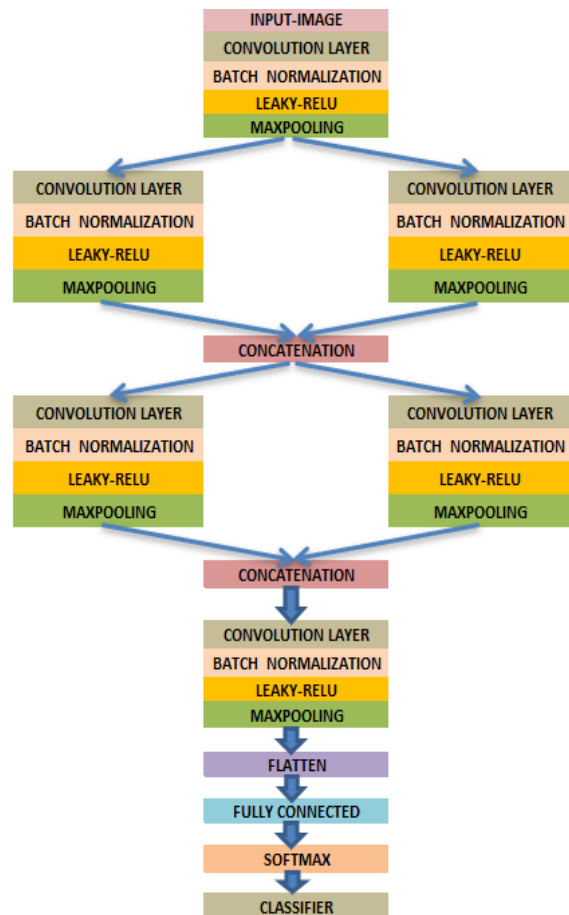 INPUT-IMAGE
CONVOLUTION LAYER
BATCH NORMALIZATION
LEAKY-RELU
MAXPOOLING
CONVOLUTION LAYER
BATCH NORMALIZATION
LEAKY-RELU
MAXPOOLING
CONVOLUTION LAYER
BATCH NORMALIZATION
LEAKY-RELU
MAXPOOLING
CONCATENATION
CONVOLUTION LAYER
BATCH NORMALIZATION
LEAKY-RELU
MAXPOOLING
CONVOLUTION LAYER
BATCH NORMALIZATION
LEAKY-RELU
MAXPOOLING
CONCATENATION
CONVOLUTION LAYER
BATCH NORMALIZATION
LEAKY-RELU
MAXPOOLING
FLATTEN
FULLY CONNECTED
SOFTMAX
CLASSIFIER